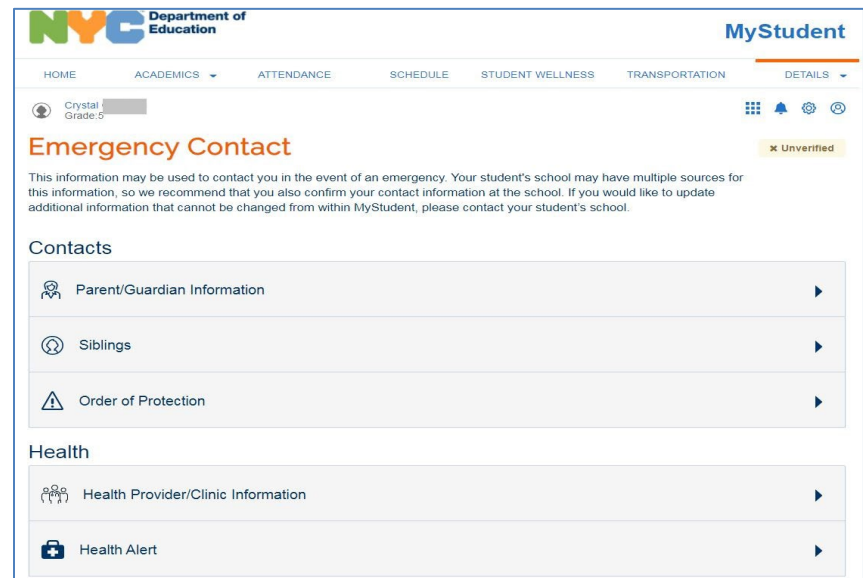 NYC Department of
Education
MyStudent
HOME ACADEMICS ATTENDANCE SCHEDULE STUDENT WELLNESS TRANSPORTATION DETAILS
Crystal
Grade:5
Emergency Contact
× Unverified
This information may be used to contact you in the event of an emergency. Your student's school may have multiple sources for
this information, so we recommend that you also confirm your contact information at the school. If you would like to update
additional information that cannot be changed from within MyStudent, please contact your student's school.
Contacts
Parent/Guardian Information
Siblings
Order of Protection
Health
Health Provider/Clinic Information
Health Alert